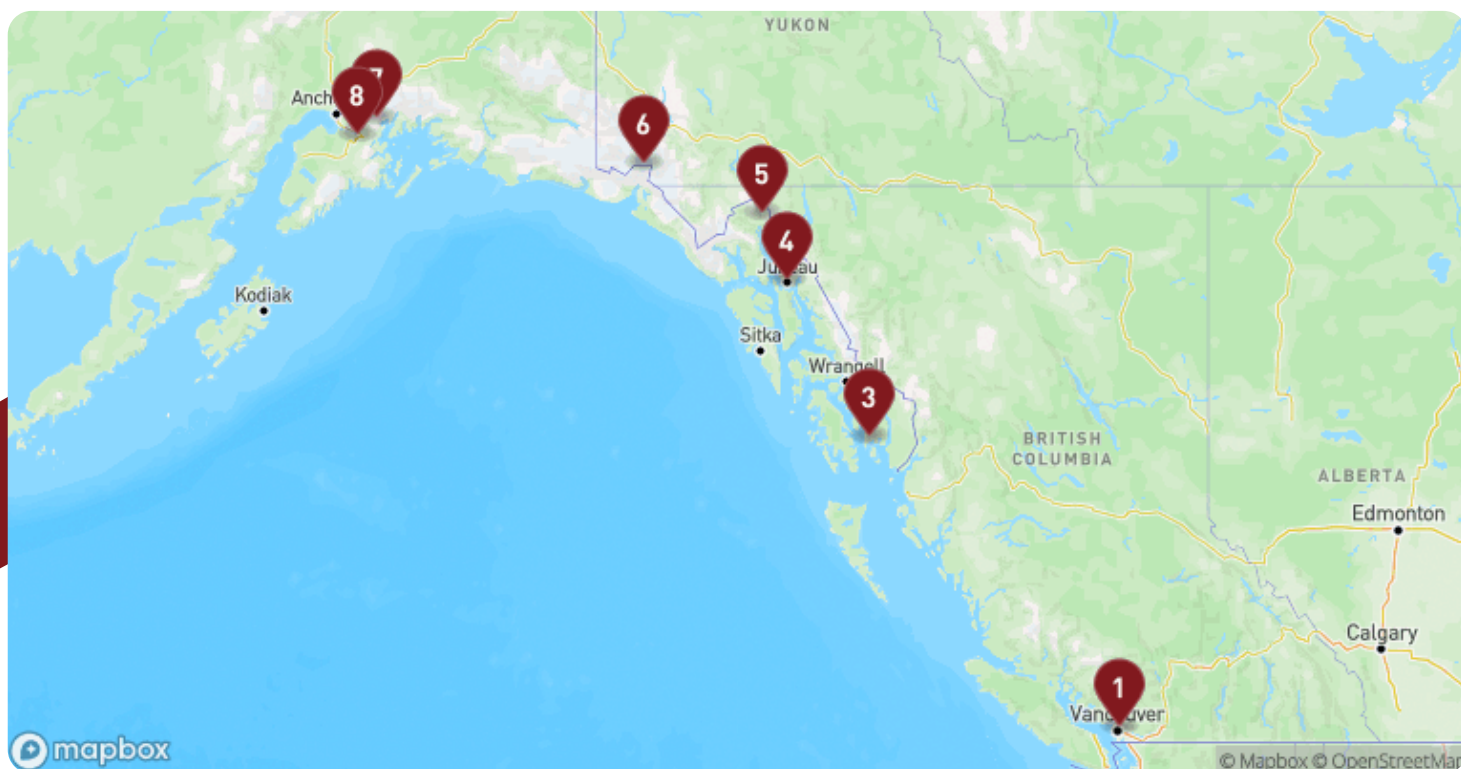 YUKON
7
Anch
8
6
5
4
Juneau
Kodiak
Sitka
Wrangell
3
BRITISH
COLUMBIA
ALBERTA
Edmonton
Calgary
1
Vancouver
mapbox
© Mapbox © OpenStreetMap